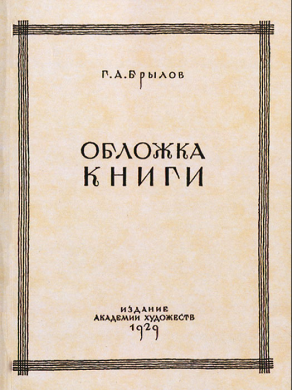 Г.А.Брылов
ОБЛОЖКА
КНИГИ
ИЗДАНИЕ
АКАДЕМИИ ХУДОЖЕСТВ
1929